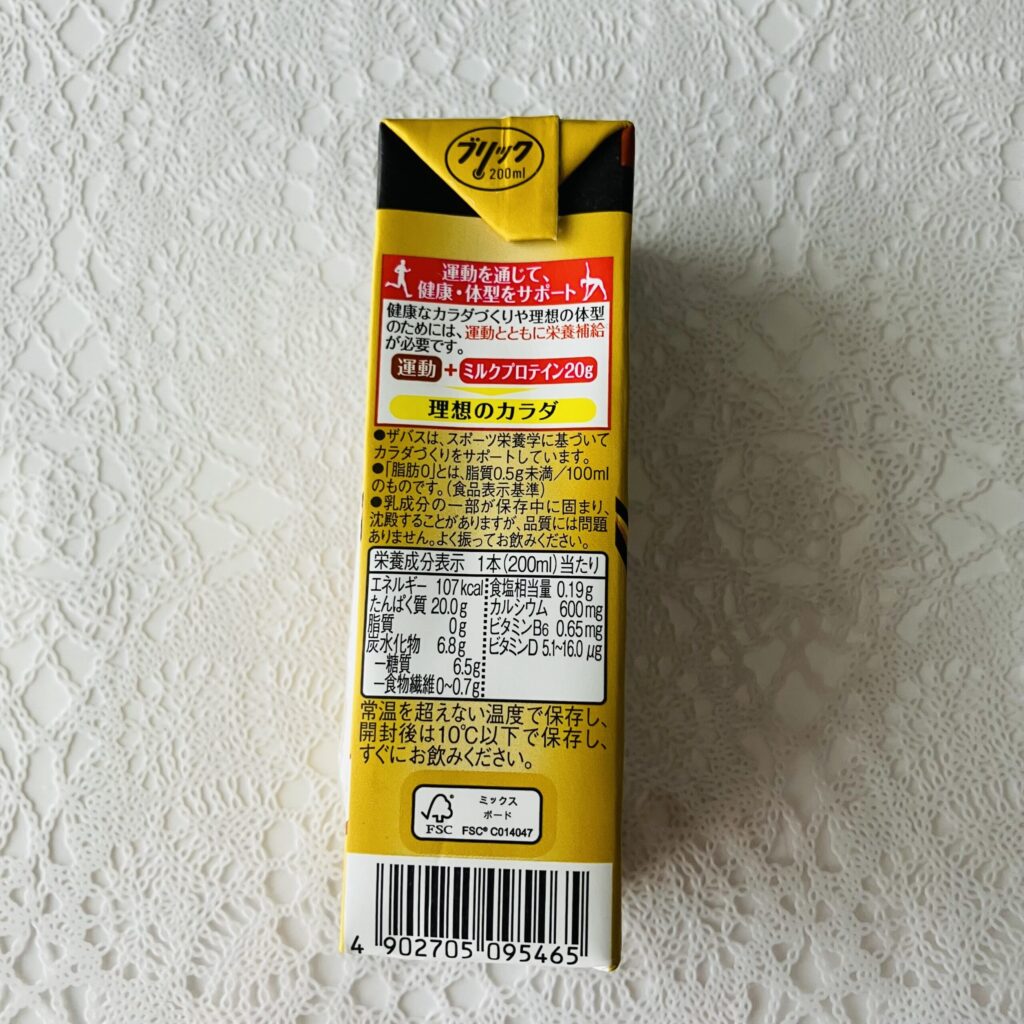 ブリック
200ml
運動を通じて、
健康・体型をサポート
健康なカラダづくりや理想の体型
のためには、運動とともに栄養補給
が必要です。
運動+ミルクプロテイン20g
理想のカラダ
●ザバスは、スポーツ栄養学に基づいて
カラダづくりをサポートしています。
●「脂肪0」とは、脂質0.5g未満/100ml
のものです。(食品表示基準)
●乳成分の一部が保存中に固まり、
沈殿することがありますが、品質には問題
ありません。よく振ってお飲みください。
栄養成分表示 1本(200ml)当たり
エネルギー 107kcal
たんぱく質 20.0g
脂質 0g
炭水化物 6.8g
ー糖質 6.5g
ー食物繊維 0~0.7g
食塩相当量 0.19g
カルシウム 600mg
ビタミンB6 0.65mg
ビタミンD 5.1~16.0μg
常温を超えない温度で保存し、
開封後は10℃以下で保存し、
すぐにお飲みください。
FSC
ミックス
ボード
FSC® C014047
4 902705 095465